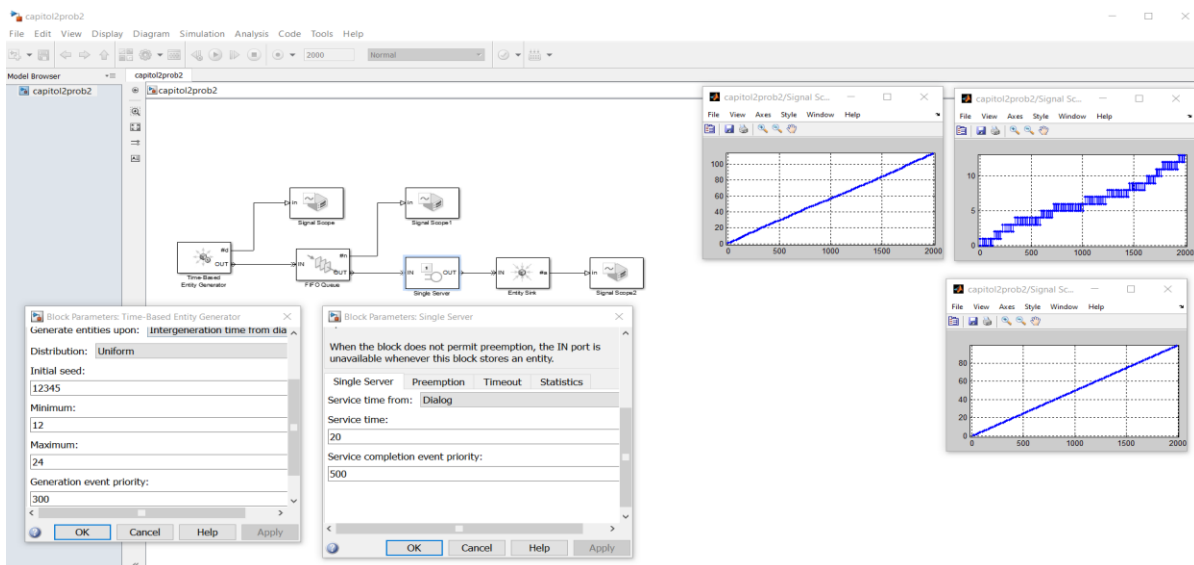 capitol2prob2
File Edit View Display Diagram Simulation Analysis Code Tools Help
2000
Normal
Model Browser
capitol2prob2
capitol2prob2
capitol2prob2
in
Signal Scope
in
Signal Scope1
#d
OUT
Time-Based
Entity Generator
IN
#n
OUT
FIFO Queue
IN
OUT
Single Server
IN
#a
Entity Sink
in
Signal Scope2
capitol2prob2/Signal Sc...
File View Axes Style Window Help
100
80
60
40
20
0
0 500 1000 1500 2000
capitol2prob2/Signal Sc...
File View Axes Style Window Help
10
5
0
0 500 1000 1500 2000
capitol2prob2/Signal Sc...
File View Axes Style Window Help
80
60
40
20
0
0 500 1000 1500 2000
Block Parameters: Time-Based Entity Generator
Generate entities upon: Intergeneration time from dia
Distribution: Uniform
Initial seed:
12345
Minimum:
12
Maximum:
24
Generation event priority:
300
OK Cancel Help Apply
Block Parameters: Single Server
When the block does not permit preemption, the IN port is
unavailable whenever this block stores an entity.
Single Server Preemption Timeout Statistics
Service time from: Dialog
Service time:
20
Service completion event priority:
500
OK Cancel Help Apply